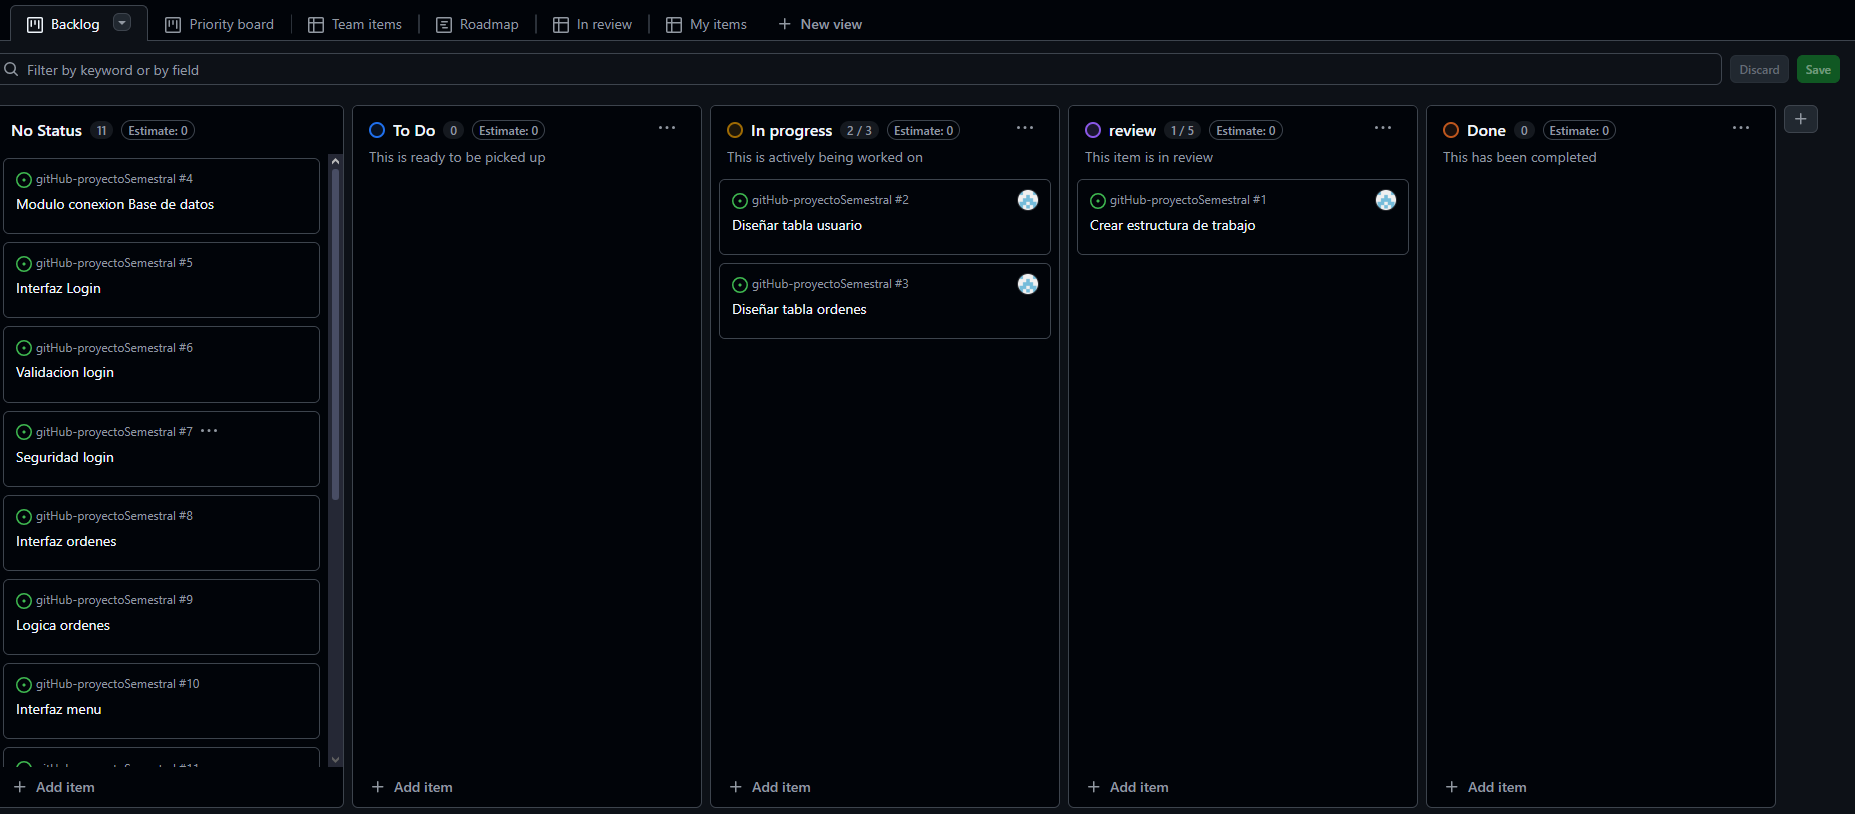 Backlog
Priority board
Team items
Roadmap
In review
My items
New view
Filter by keyword or by field
Discard
Save
No Status 11 Estimate: 0
gitHub-proyectoSemestral #4
Modulo conexion Base de datos
gitHub-proyectoSemestral #5
Interfaz Login
gitHub-proyectoSemestral #6
Validacion login
gitHub-proyectoSemestral #7
Seguridad login
gitHub-proyectoSemestral #8
Interfaz ordenes
gitHub-proyectoSemestral #9
Logica ordenes
gitHub-proyectoSemestral #10
Interfaz menu
gitHub-proyectoSemestral #11
Add item
To Do 0 Estimate: 0
This is ready to be picked up
Add item
In progress 2 / 3 Estimate: 0
This is actively being worked on
gitHub-proyectoSemestral #2
Diseñar tabla usuario
gitHub-proyectoSemestral #3
Diseñar tabla ordenes
Add item
review 1 / 5 Estimate: 0
This item is in review
gitHub-proyectoSemestral #1
Crear estructura de trabajo
Add item
Done 0 Estimate: 0
This has been completed
Add item